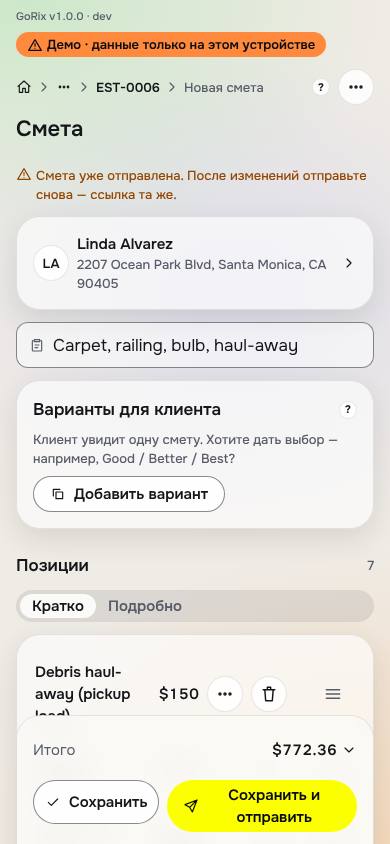 GoRix v1.0.0 · dev
Демо · данные только на этом устройстве
EST-0006 Новая смета ?
Смета
Смета уже отправлена. После изменений отправьте
снова — ссылка та же.
LA
Linda Alvarez
2207 Ocean Park Blvd, Santa Monica, CA
90405
Carpet, railing, bulb, haul-away
Варианты для клиента ?
Клиент увидит одну смету. Хотите дать выбор —
например, Good / Better / Best?
Добавить вариант
Позиции 7
Кратко Подробно
Debris haul-
away (pickup
load)
$150
Итого $772.36
Сохранить
Сохранить и
отправить